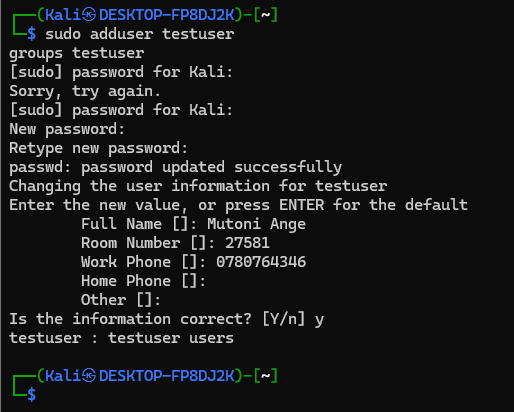 ┌──(Kali㉿DESKTOP-FP8DJ2K)-[~]
└─$ sudo adduser testuser
groups testuser
[sudo] password for Kali:
Sorry, try again.
[sudo] password for Kali:
New password:
Retype new password:
passwd: password updated successfully
Changing the user information for testuser
Enter the new value, or press ENTER for the default
        Full Name []: Mutoni Ange
        Room Number []: 27581
        Work Phone []: 0780764346
        Home Phone []:
        Other []:
Is the information correct? [Y/n] y
testuser : testuser users
┌──(Kali㉿DESKTOP-FP8DJ2K)-[~]
└─$